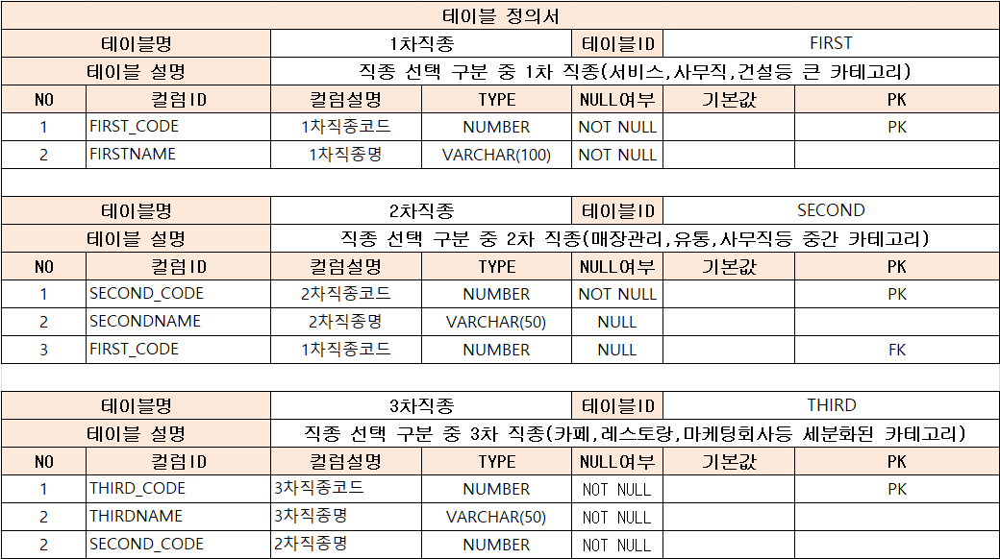 테이블 정의서
테이블명 1차직종 테이블ID FIRST
테이블 설명 직종 선택 구분 중 1차 직종(서비스,사무직,건설등 큰 카테고리)
NO 컬럼ID 컬럼설명 TYPE NULL여부 기본값 PK
1 FIRST_CODE 1차직종코드 NUMBER NOT NULL PK
2 FIRSTNAME 1차직종명 VARCHAR(100) NOT NULL
테이블명 2차직종 테이블ID SECOND
테이블 설명 직종 선택 구분 중 2차 직종(매장관리,유통,사무직등 중간 카테고리)
NO 컬럼ID 컬럼설명 TYPE NULL여부 기본값 PK
1 SECOND_CODE 2차직종코드 NUMBER NOT NULL PK
2 SECONDNAME 2차직종명 VARCHAR(50) NULL
3 FIRST_CODE 1차직종코드 NUMBER NULL FK
테이블명 3차직종 테이블ID THIRD
테이블 설명 직종 선택 구분 중 3차 직종(카페,레스토랑,마케팅회사등 세분화된 카테고리)
NO 컬럼ID 컬럼설명 TYPE NULL여부 기본값 PK
1 THIRD_CODE 3차직종코드 NUMBER NOT NULL PK
2 THIRDNAME 3차직종명 VARCHAR(50) NOT NULL
2 SECOND_CODE 2차직종명 NUMBER NOT NULL